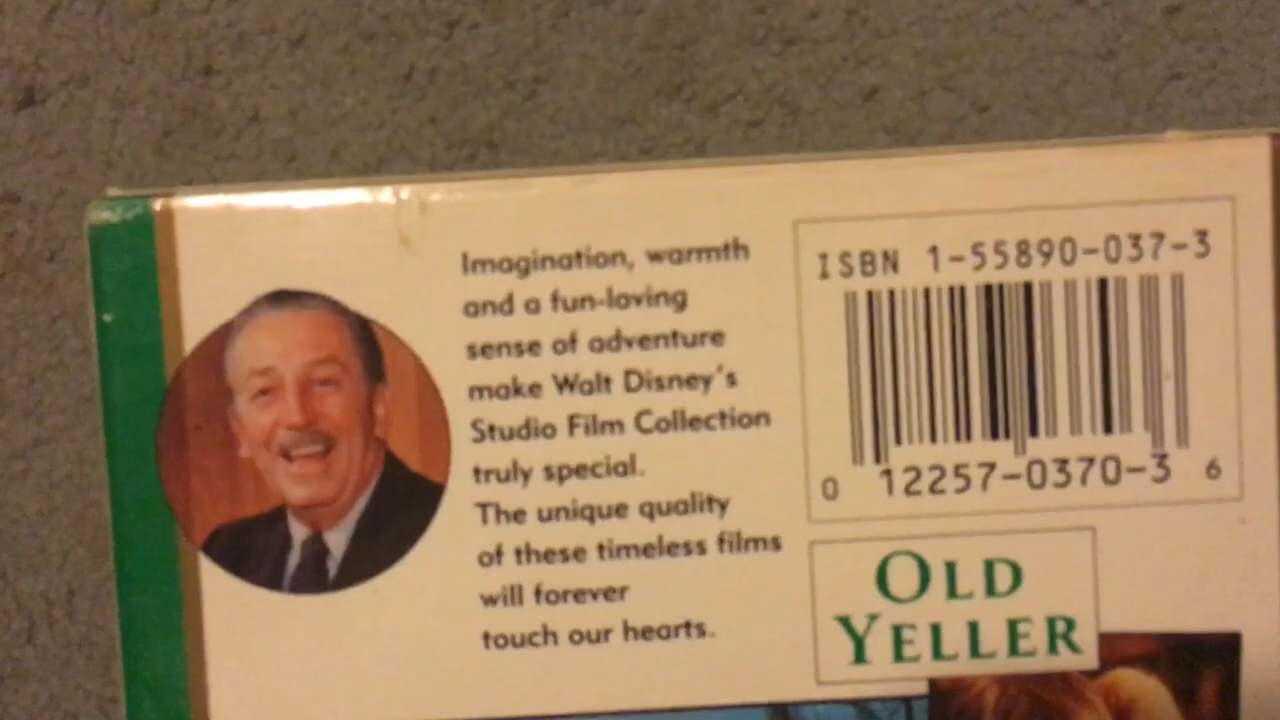 Imagination, warmth
and a fun-loving
sense of adventure
make Walt Disney's
Studio Film Collection
truly special.
The unique quality
of these timeless films
will forever
touch our hearts.
ISBN 1-55890-037-3
0 12257-0370-3 6
OLD
YELLER